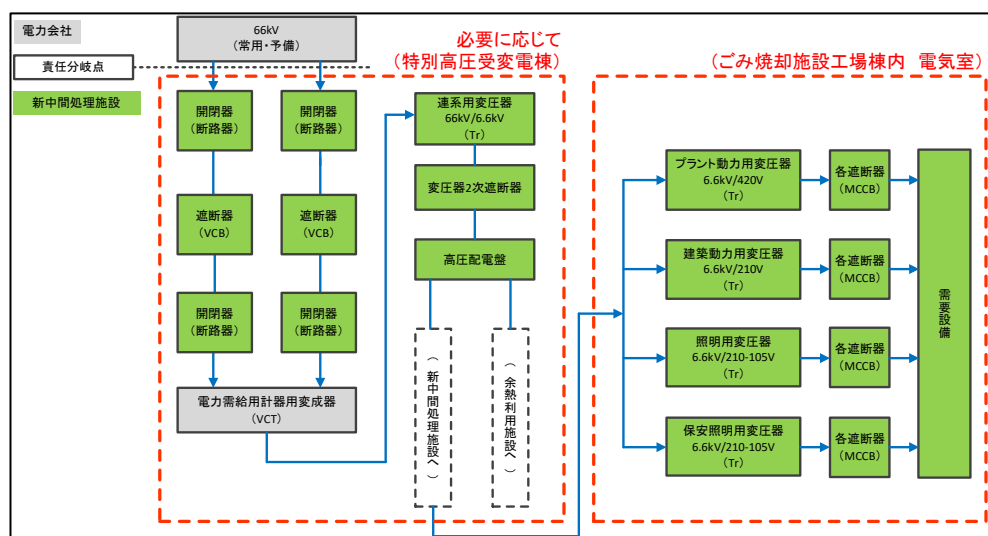 電力会社
責任分岐点
新中間処理施設
66kV
(常用・予備)
必要に応じて
(特別高圧受変電棟)
開閉器
(断路器)
開閉器
(断路器)
遮断器
(VCB)
遮断器
(VCB)
開閉器
(断路器)
開閉器
(断路器)
電力需給用計器用変成器
(VCT)
連系用変圧器
66kV/6.6kV
(Tr)
変圧器2次遮断器
高圧配電盤
(新中間処理施設へ)
(余熱利用施設へ)
(ごみ焼却施設工場棟内 電気室)
プラント動力用変圧器
6.6kV/420V
(Tr)
各遮断器
(MCCB)
建築動力用変圧器
6.6kV/210V
(Tr)
各遮断器
(MCCB)
照明用変圧器
6.6kV/210-105V
(Tr)
各遮断器
(MCCB)
保安照明用変圧器
6.6kV/210-105V
(Tr)
各遮断器
(MCCB)
需要設備